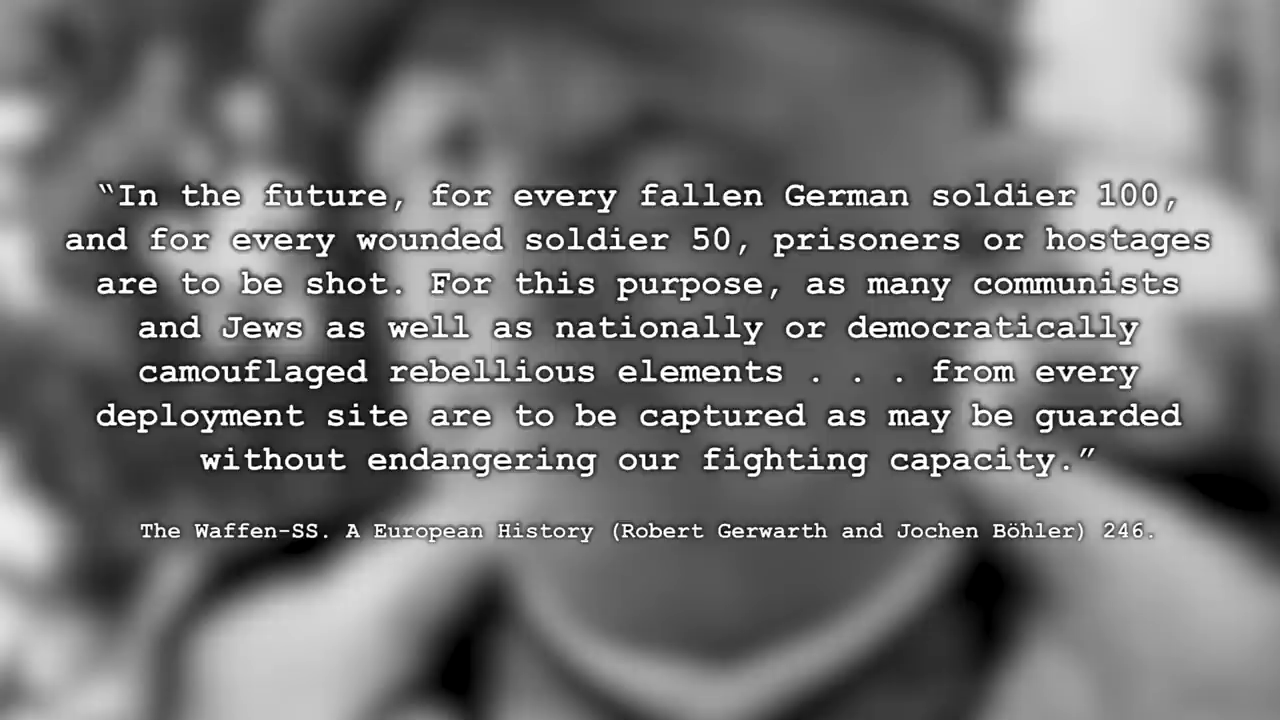 “In the future, for every fallen German soldier 100,
and for every wounded soldier 50, prisoners or hostages
are to be shot. For this purpose, as many communists
and Jews as well as nationally or democratically
camouflaged rebellious elements . . . from every
deployment site are to be captured as may be guarded
without endangering our fighting capacity.”
The Waffen-SS. A European History (Robert Gerwarth and Jochen Böhler) 246.